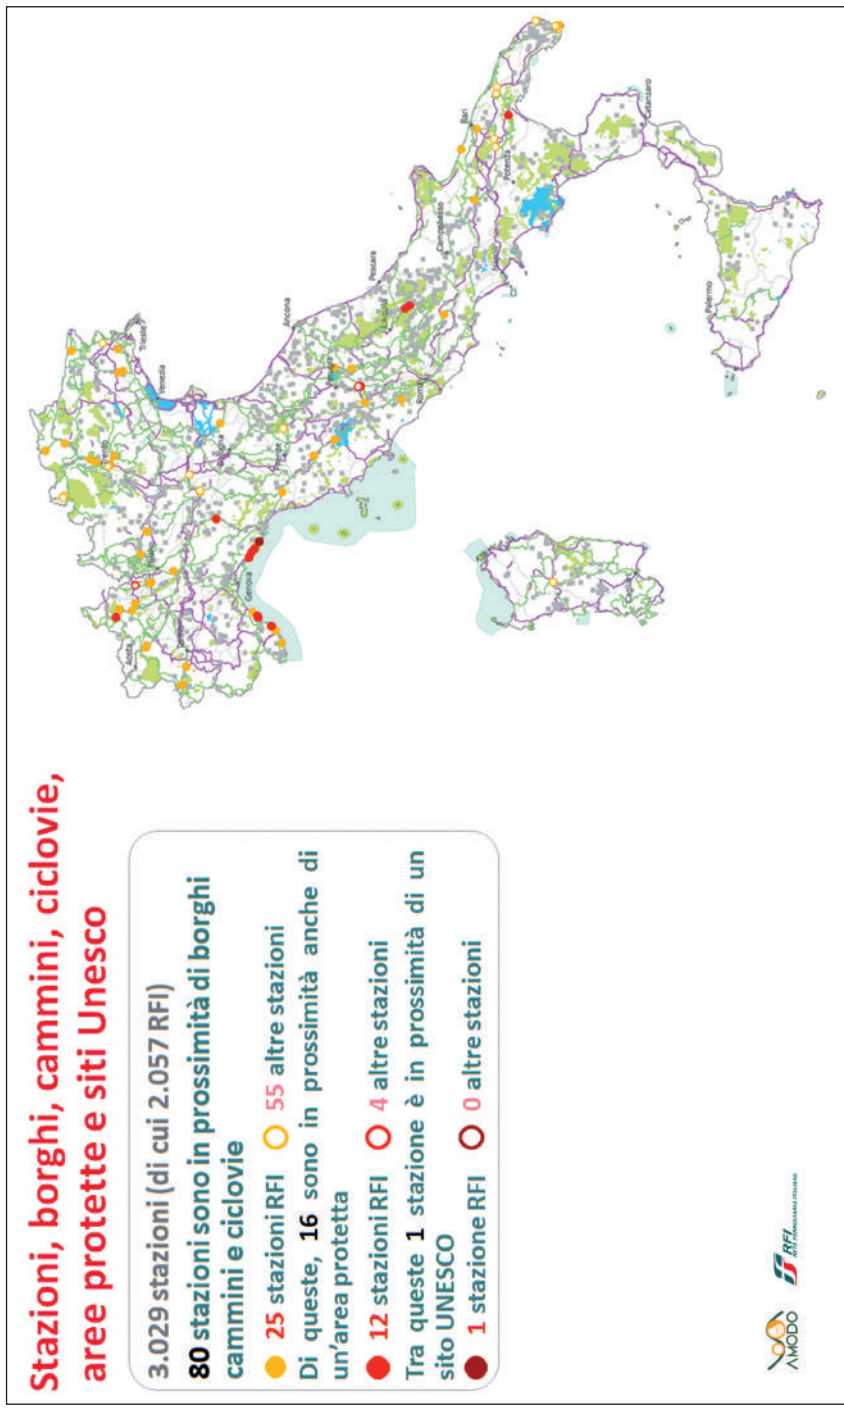 Stazioni, borghi, cammini, ciclovie,
aree protette e siti Unesco
3.029 stazioni (di cui 2.057 RFI)
80 stazioni sono in prossimità di borghi
cammini e ciclovie
25 stazioni RFI 55 altre stazioni
Di queste, 16 sono in prossimità anche di
un'area protetta
12 stazioni RFI 4 altre stazioni
Tra queste 1 stazione è in prossimità di un
sito UNESCO
1 stazione RFI 0 altre stazioni
AMODO
RFI
RETE FERROVIARIA ITALIANA
Trento
Trieste
Venezia
Aosta
Milano
Genova
Bologna
Firenze
Ancona
Pescara
L'Aquila
Roma
Campobasso
Napoli
Bari
Potenza
Catanzaro
Palermo
Cagliari